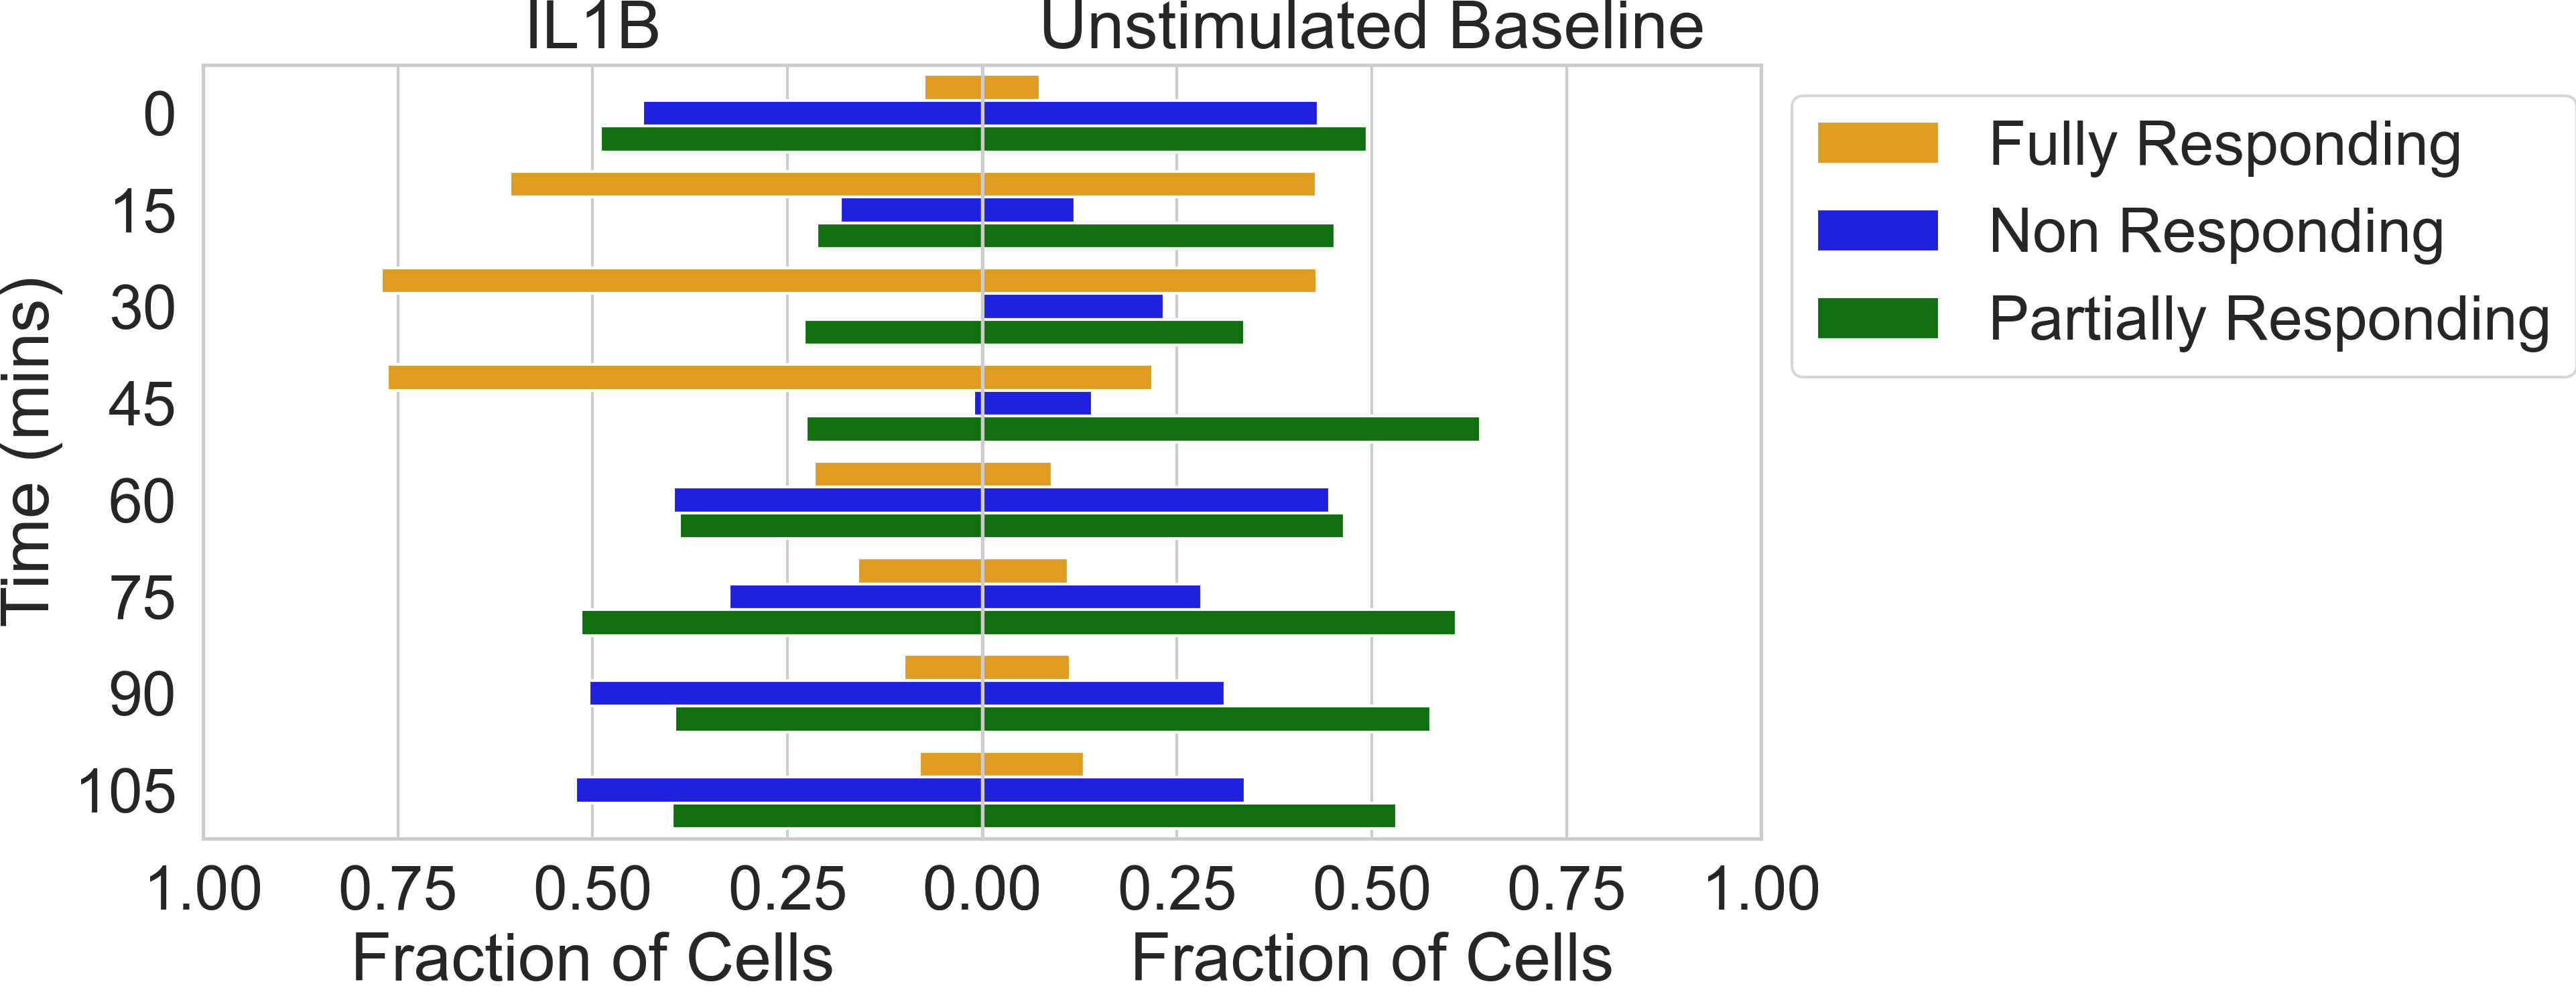 IL1B Unstimulated Baseline
Fully Responding
Non Responding
Partially Responding
Time (mins)
0
15
30
45
60
75
90
105
1.00 0.75 0.50 0.25 0.00 0.25 0.50 0.75 1.00
Fraction of Cells Fraction of Cells